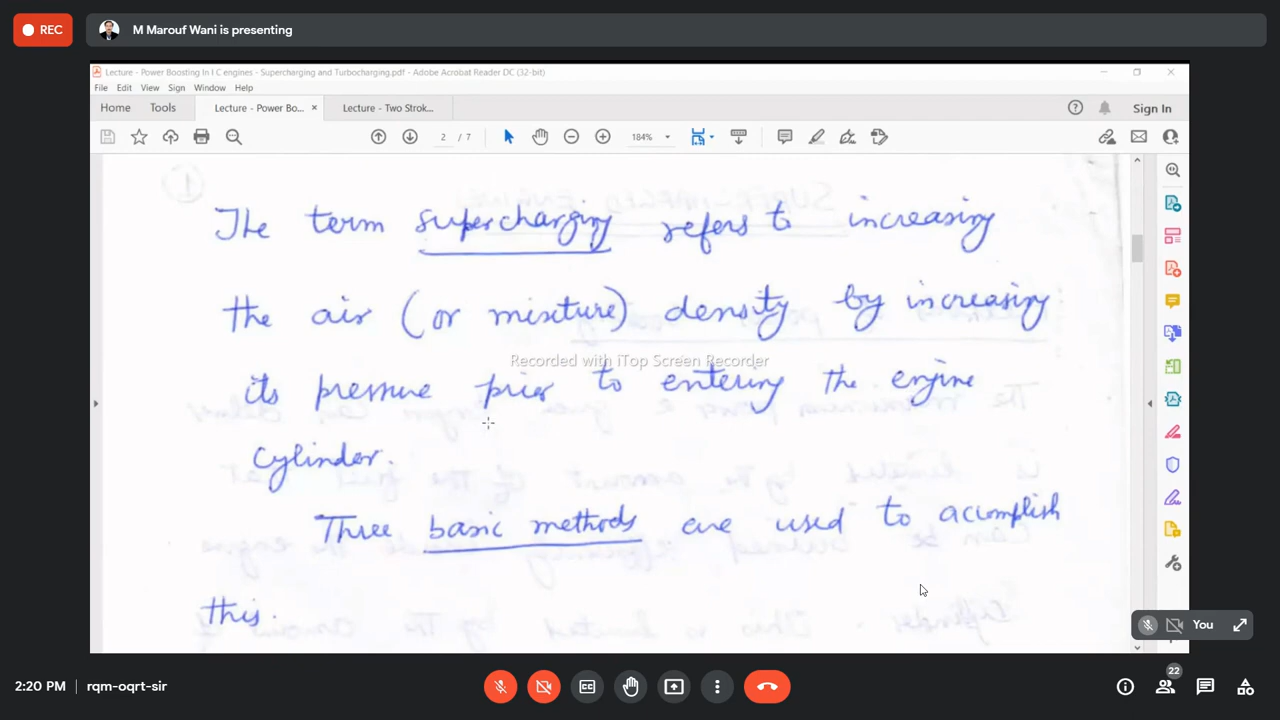 REC
M Marouf Wani is presenting
Lecture - Power Boosting In I C engines - Supercharging and Turbocharging.pdf - Adobe Acrobat Reader DC (32-bit)
File Edit View Sign Window Help
Home Tools Lecture - Power Bo... × Lecture - Two Strok... Sign In
2 / 7 184%
The term supercharging refers to increasing
the air (or mixture) density by increasing
Recorded with iTop Screen Recorder
its pressure prior to entering the engine
cylinder.
Three basic methods are used to accomplish
this.
You
2:20 PM | rqm-oqrt-sir
22